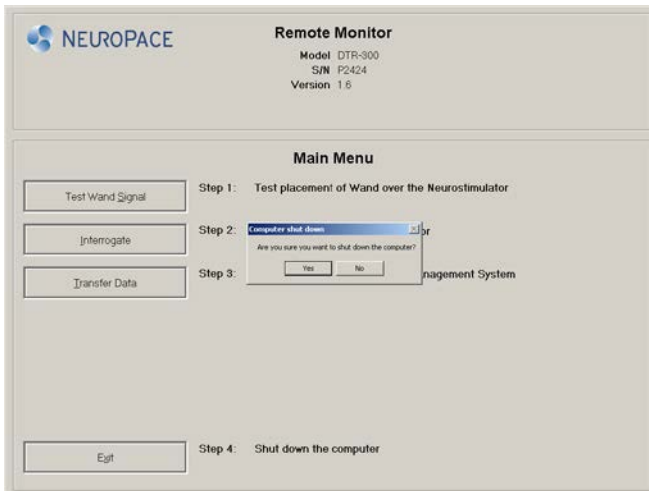 NEUROPACE
Remote Monitor
Model DTR-300
S/N P2424
Version 1.6
Main Menu
Test Wand Signal
Step 1: Test placement of Wand over the Neurostimulator
Interrogate
Step 2:
Computer shut down
Are you sure you want to shut down the computer?
Yes No
Transfer Data
Step 3: nagement System
Exit
Step 4: Shut down the computer